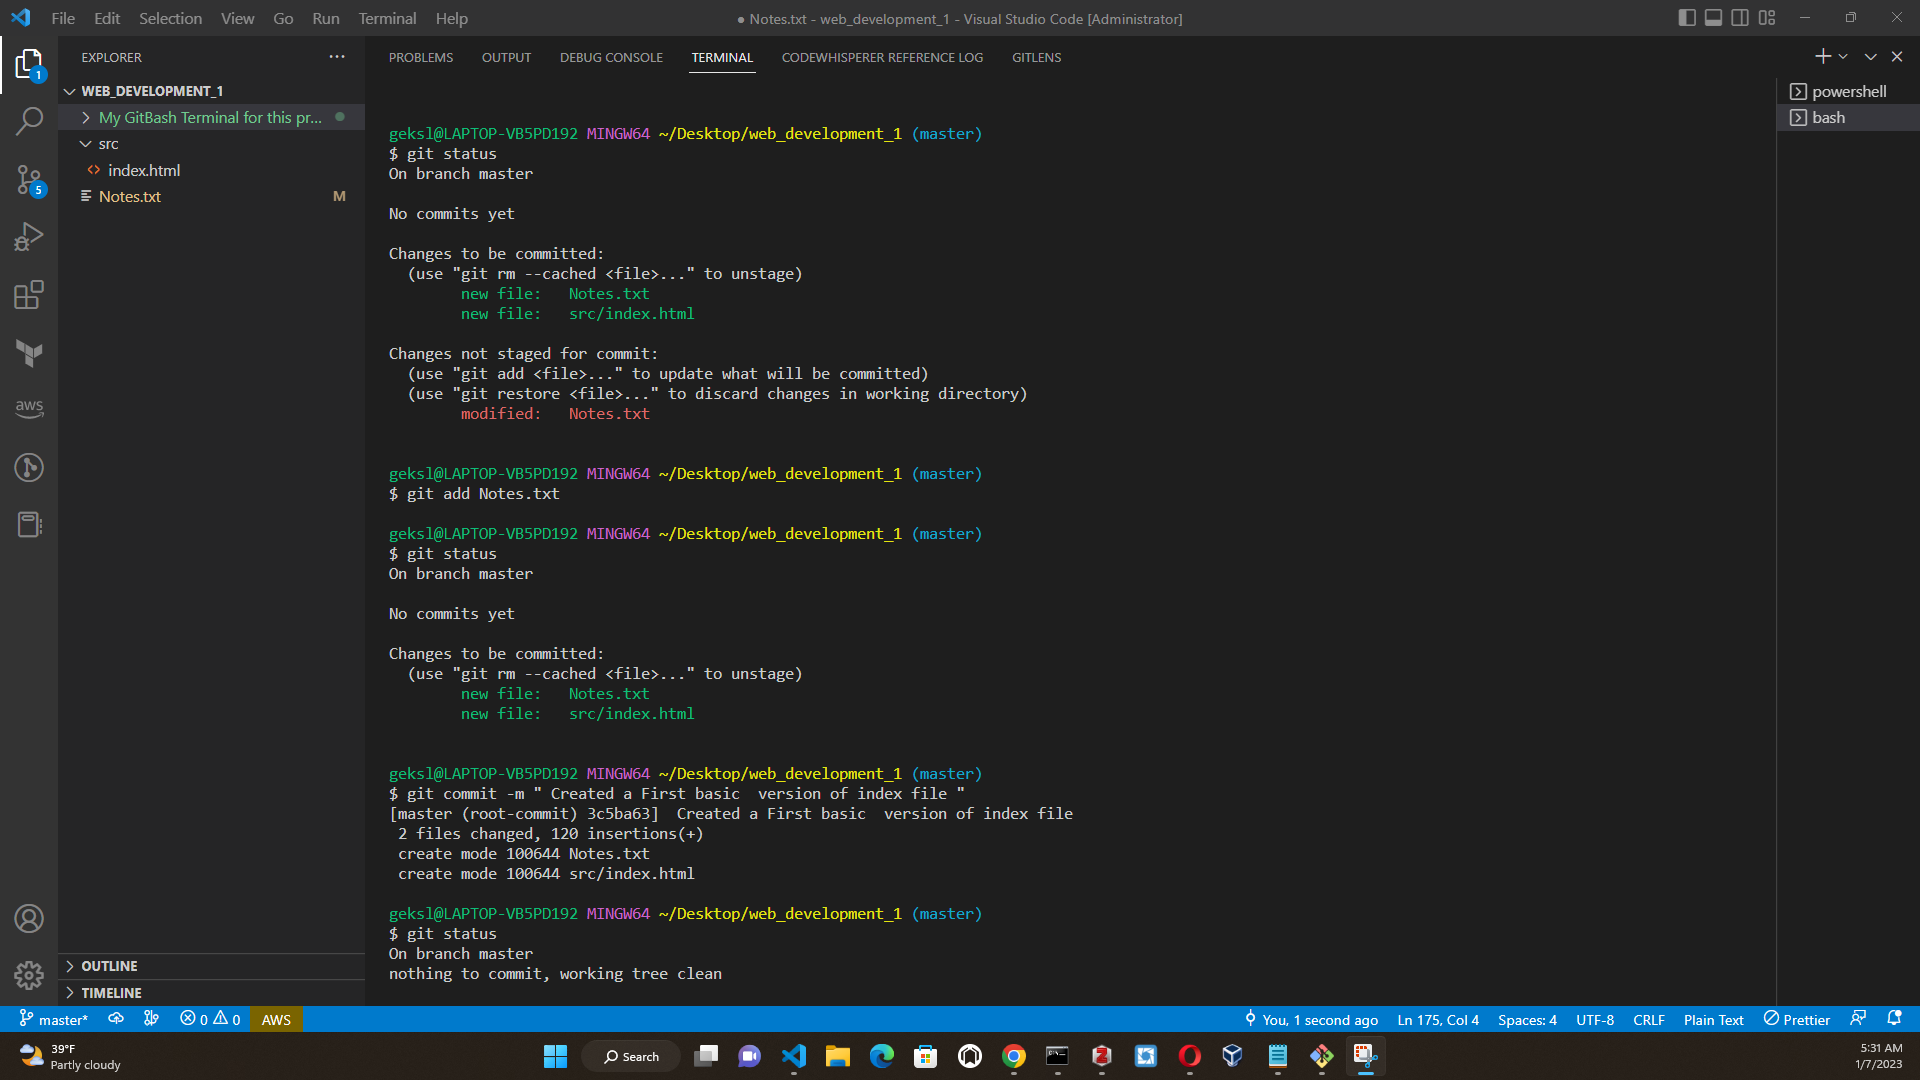 File Edit Selection View Go Run Terminal Help
● Notes.txt - web_development_1 - Visual Studio Code [Administrator]
EXPLORER
WEB_DEVELOPMENT_1
My GitBash Terminal for this pr...
src
index.html
Notes.txt M
1
5
aws
OUTLINE
TIMELINE
PROBLEMS OUTPUT DEBUG CONSOLE TERMINAL CODEWHISPERER REFERENCE LOG GITLENS
powershell
bash
geksl@LAPTOP-VB5PD192 MINGW64 ~/Desktop/web_development_1 (master)
$ git status
On branch master
No commits yet
Changes to be committed:
(use "git rm --cached <file>..." to unstage)
new file:   Notes.txt
new file:   src/index.html
Changes not staged for commit:
(use "git add <file>..." to update what will be committed)
(use "git restore <file>..." to discard changes in working directory)
modified:   Notes.txt
geksl@LAPTOP-VB5PD192 MINGW64 ~/Desktop/web_development_1 (master)
$ git add Notes.txt
geksl@LAPTOP-VB5PD192 MINGW64 ~/Desktop/web_development_1 (master)
$ git status
On branch master
No commits yet
Changes to be committed:
(use "git rm --cached <file>..." to unstage)
new file:   Notes.txt
new file:   src/index.html
geksl@LAPTOP-VB5PD192 MINGW64 ~/Desktop/web_development_1 (master)
$ git commit -m " Created a First basic  version of index file "
[master (root-commit) 3c5ba63]  Created a First basic  version of index file
2 files changed, 120 insertions(+)
create mode 100644 Notes.txt
create mode 100644 src/index.html
geksl@LAPTOP-VB5PD192 MINGW64 ~/Desktop/web_development_1 (master)
$ git status
On branch master
nothing to commit, working tree clean
master* 0 0 AWS You, 1 second ago Ln 175, Col 4 Spaces: 4 UTF-8 CRLF Plain Text Prettier
39°F
Partly cloudy
Search
5:31 AM
1/7/2023